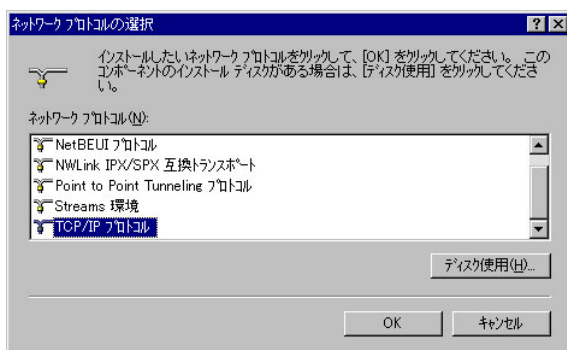 ネットワーク プロトコルの選択
インストールしたいネットワーク プロトコルをクリックして、[OK] をクリックしてください。 この
コンポーネントのインストール ディスクがある場合は、[ディスク使用] をクリックしてくださ
い。
ネットワーク プロトコル(N):
NetBEUI プロトコル
NWLink IPX/SPX 互換トランスポート
Point to Point Tunneling プロトコル
Streams 環境
TCP/IP プロトコル
ディスク使用(H)...
OK
キャンセル